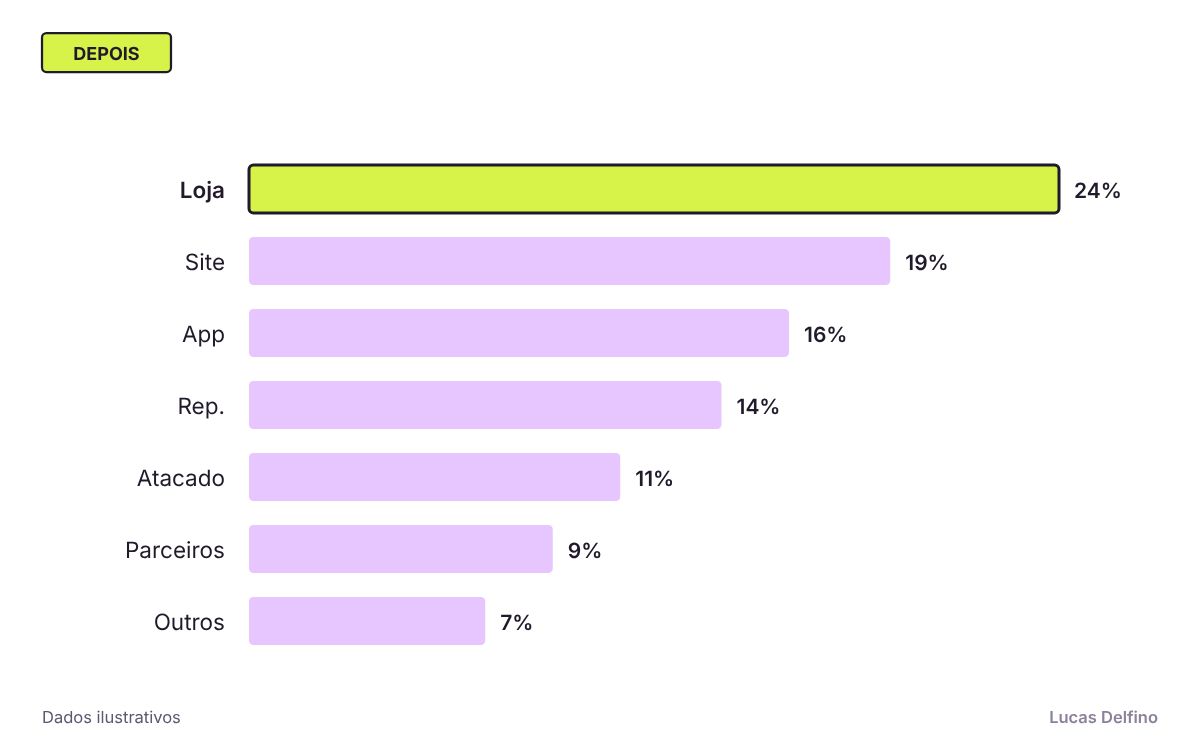 DEPOIS
Loja 24%
Site 19%
App 16%
Rep. 14%
Atacado 11%
Parceiros 9%
Outros 7%
Dados ilustrativos
Lucas Delfino